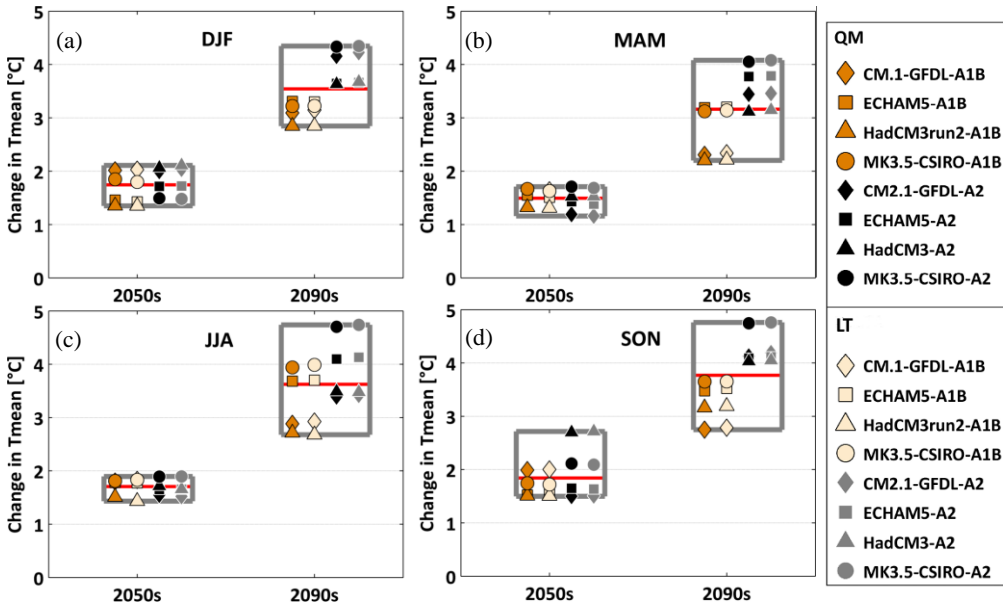 (a)
DJF
5
4
3
2
1
0
Change in Tmean [°C]
2050s
2090s
(b)
MAM
5
4
3
2
1
0
Change in Tmean [°C]
2050s
2090s
(c)
JJA
5
4
3
2
1
0
Change in Tmean [°C]
2050s
2090s
(d)
SON
5
4
3
2
1
0
Change in Tmean [°C]
2050s
2090s
QM
CM.1-GFDL-A1B
ECHAM5-A1B
HadCM3run2-A1B
MK3.5-CSIRO-A1B
CM2.1-GFDL-A2
ECHAM5-A2
HadCM3-A2
MK3.5-CSIRO-A2
LT
CM.1-GFDL-A1B
ECHAM5-A1B
HadCM3run2-A1B
MK3.5-CSIRO-A1B
CM2.1-GFDL-A2
ECHAM5-A2
HadCM3-A2
MK3.5-CSIRO-A2